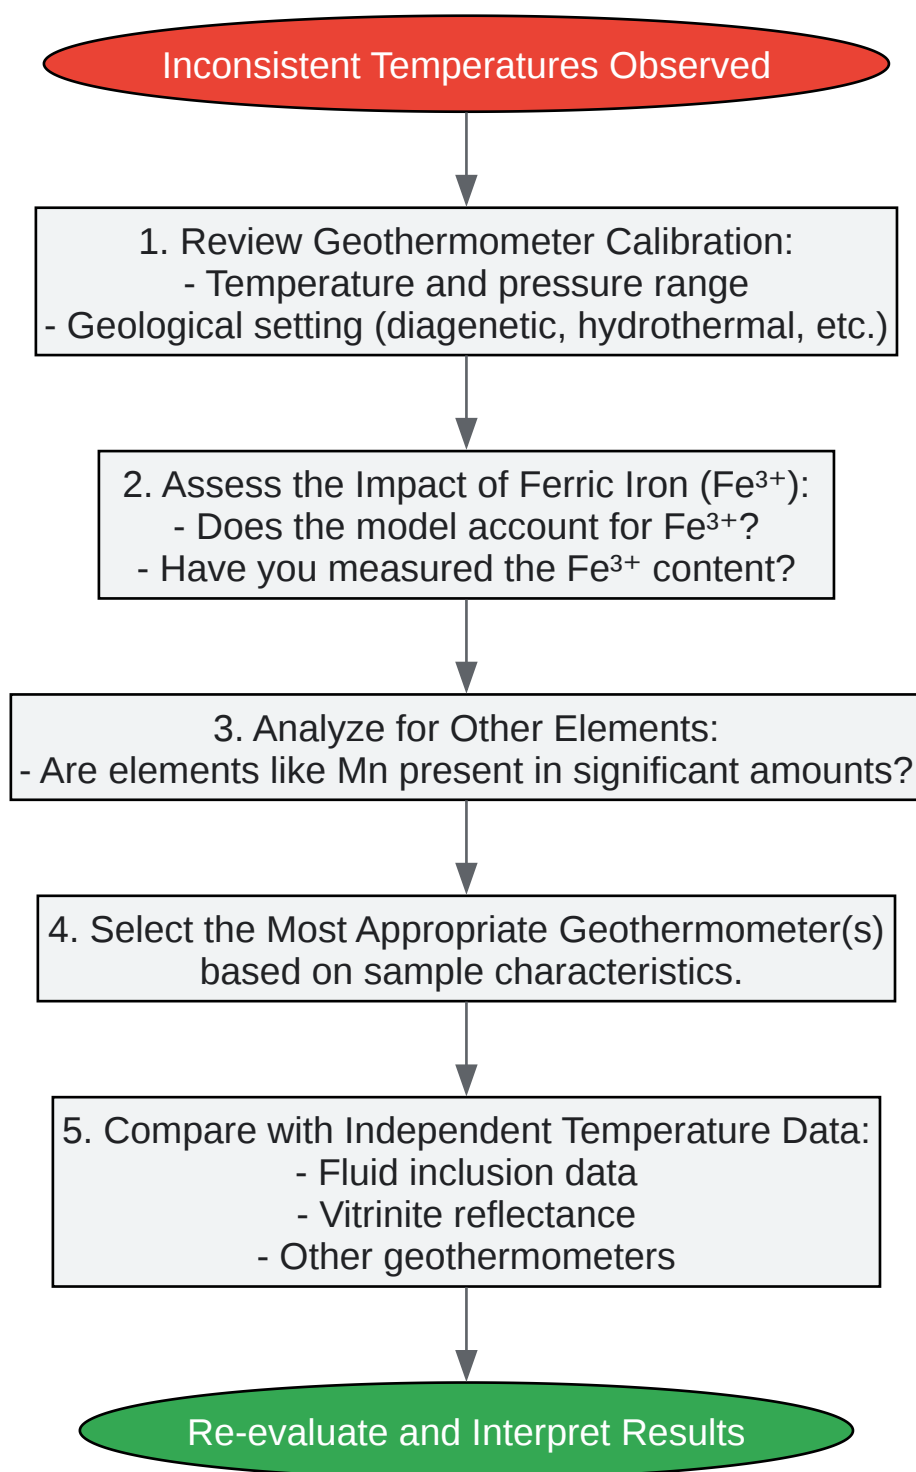 Inconsistent Temperatures Observed
1. Review Geothermometer Calibration:
- Temperature and pressure range
- Geological setting (diagenetic, hydrothermal, etc.)
2. Assess the Impact of Ferric Iron (Fe³⁺):
- Does the model account for Fe³⁺?
- Have you measured the Fe³⁺ content?
3. Analyze for Other Elements:
- Are elements like Mn present in significant amounts?
4. Select the Most Appropriate Geothermometer(s)
based on sample characteristics.
5. Compare with Independent Temperature Data:
- Fluid inclusion data
- Vitrinite reflectance
- Other geothermometers
Re-evaluate and Interpret Results